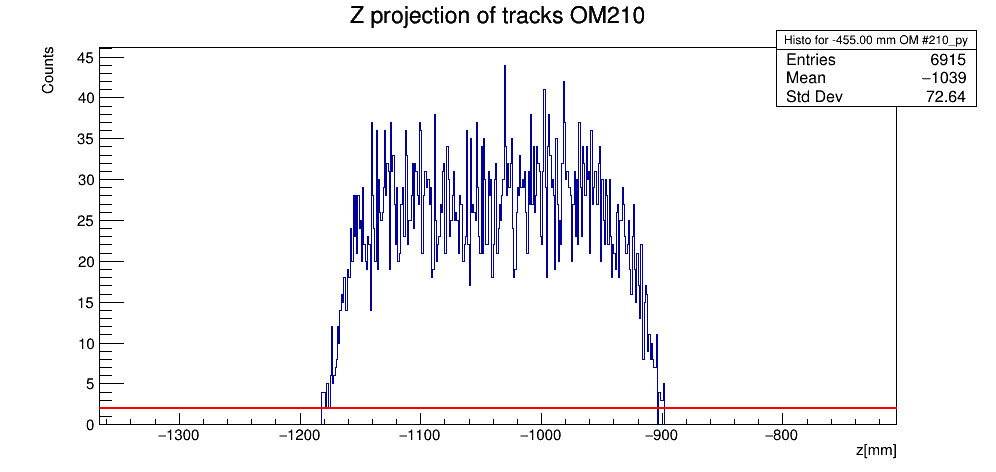 Z projection of tracks OM210
Histo for -455.00 mm OM #210_py
Entries 6915
Mean −1039
Std Dev 72.64
Counts
45
40
35
30
25
20
15
10
5
0
−1300 −1200 −1100 −1000 −900 −800
z[mm]